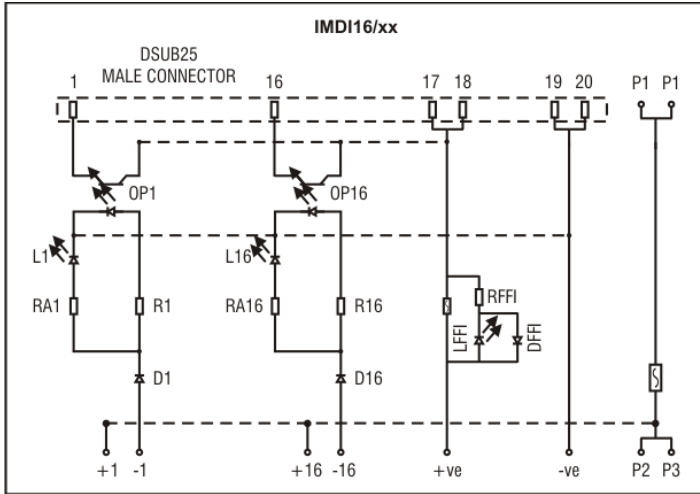 IMDI16/xx
DSUB25
MALE CONNECTOR
1 16 17 18 19 20 P1 P1
OP1 OP16
L1 L16
RA1 R1 RA16 R16 RFFI
LFFI DFFI
D1 D16
+1 -1 +16 -16 +ve -ve P2 P3